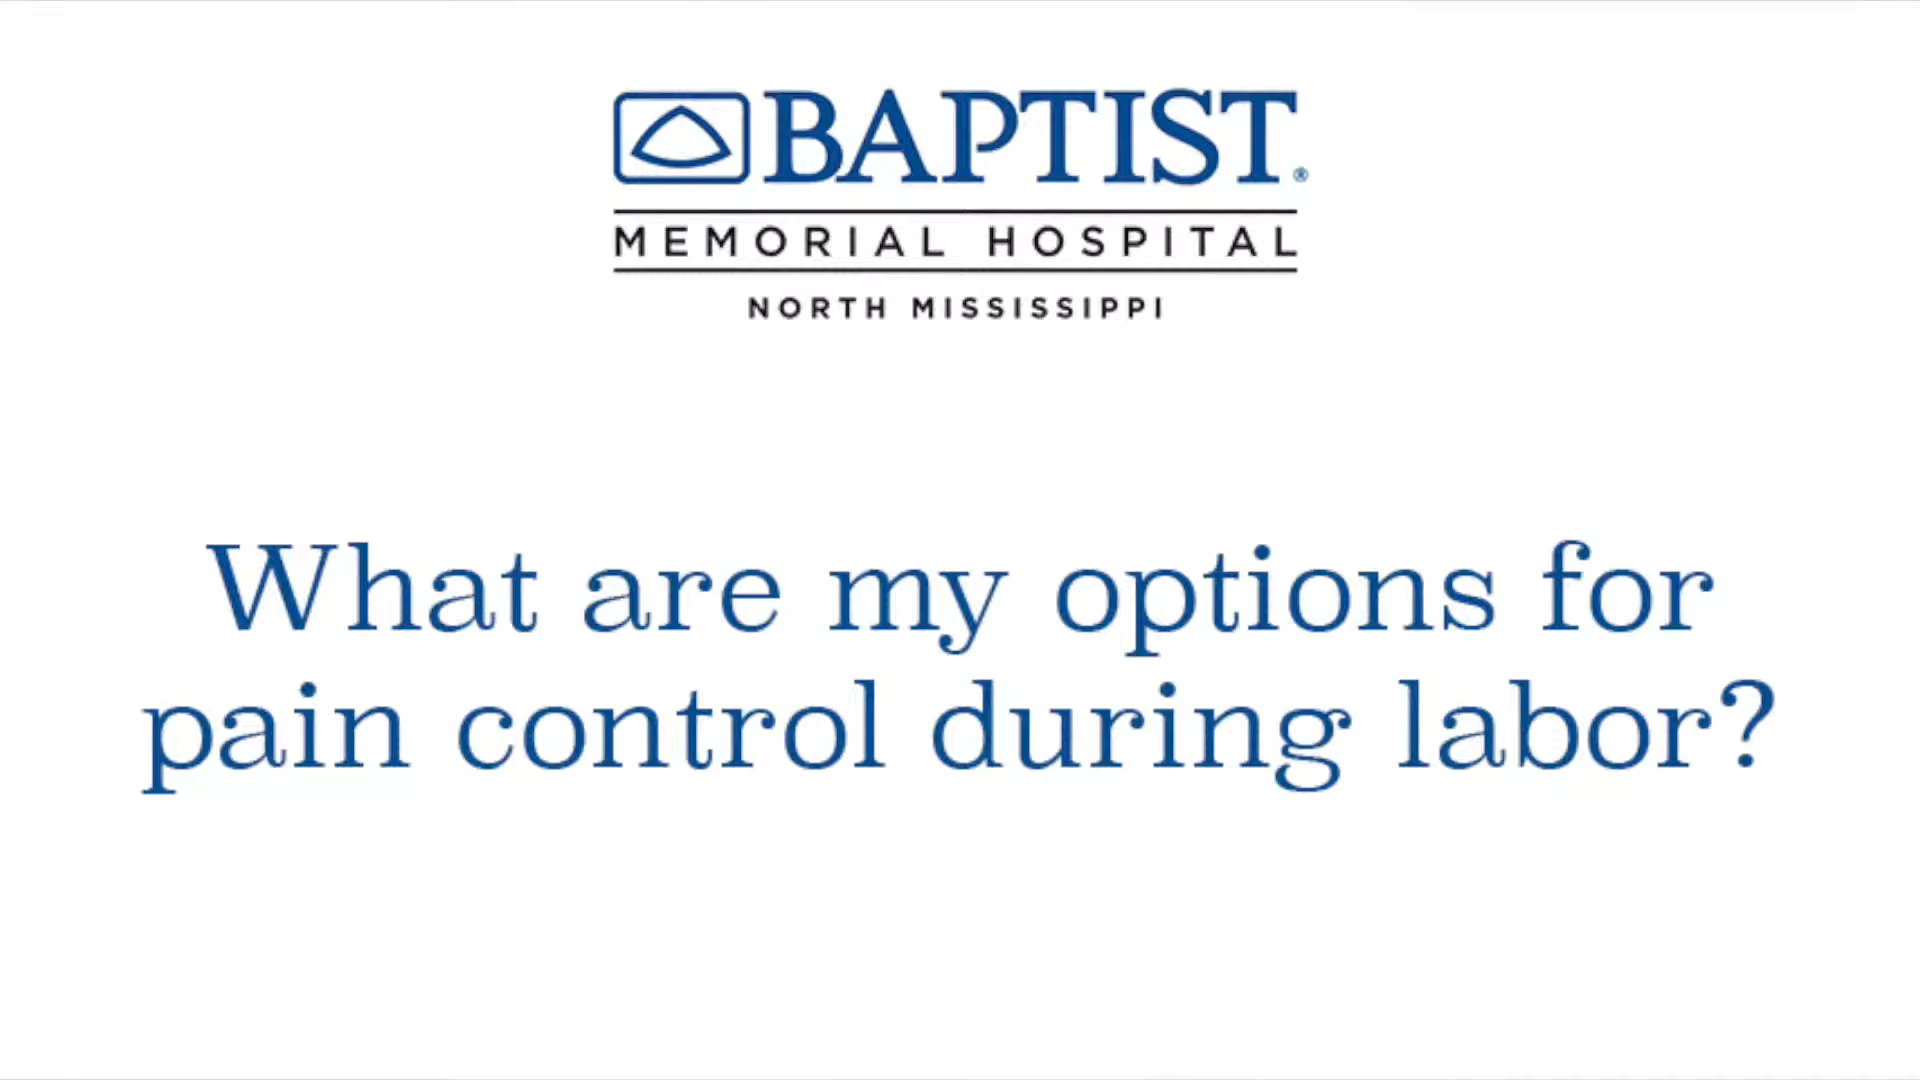 BAPTIST®
MEMORIAL HOSPITAL
NORTH MISSISSIPPI
What are my options for
pain control during labor?